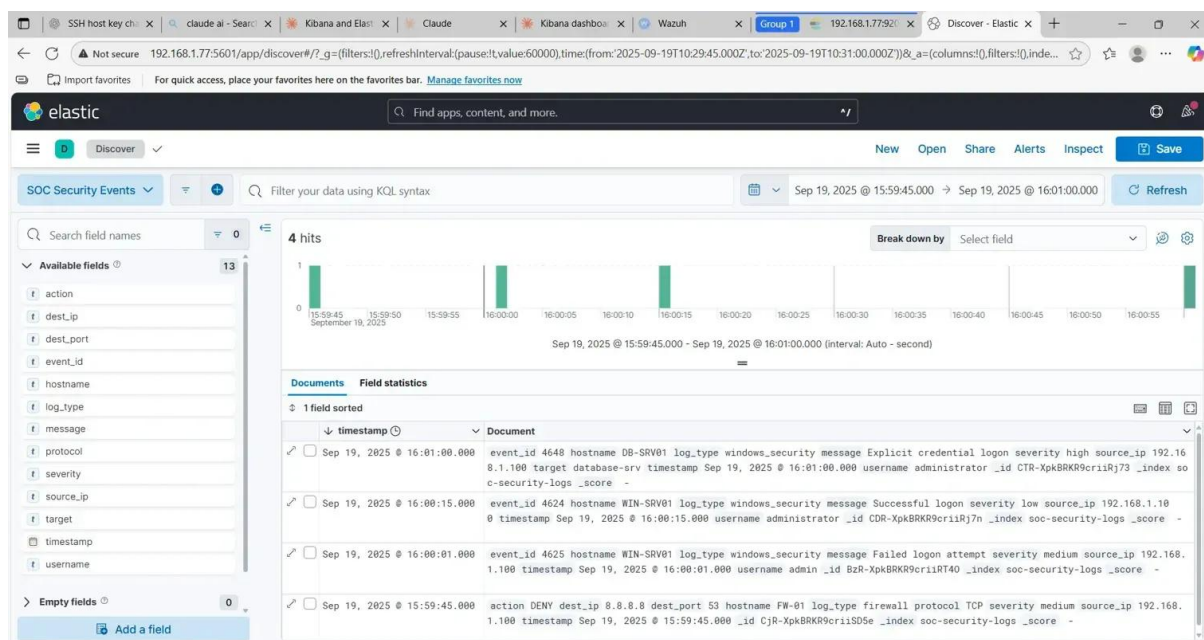 SSH host key ch
claude ai - Searc
Kibana and Elast
Claude
Kibana dashboa
Wazuh
Group 1
192.168.1.77:920
Discover - Elastic
Not secure 192.168.1.77:5601/app/discover#/?_g=(filters:!(),refreshInterval:(pause:!t,value:60000),time:(from:'2025-09-19T10:29:45.000Z',to:'2025-09-19T10:31:00.000Z'))&_a=(columns:!(),filters:!(),inde...
Import favorites For quick access, place your favorites here on the favorites bar. Manage favorites now
elastic
Find apps, content, and more.
^/
D Discover
New Open Share Alerts Inspect Save
SOC Security Events
Filter your data using KQL syntax
Sep 19, 2025 @ 15:59:45.000 → Sep 19, 2025 @ 16:01:00.000
Refresh
Search field names
0
Available fields 13
t action
t dest_ip
t dest_port
t event_id
t hostname
t log_type
t message
t protocol
t severity
t source_ip
t target
timestamp
t username
Empty fields 0
Add a field
4 hits
Break down by Select field
1
0
15:59:45 15:59:50 15:59:55 16:00:00 16:00:05 16:00:10 16:00:15 16:00:20 16:00:25 16:00:30 16:00:35 16:00:40 16:00:45 16:00:50 16:00:55
September 19, 2025
Sep 19, 2025 @ 15:59:45.000 - Sep 19, 2025 @ 16:01:00.000 (interval: Auto - second)
Documents Field statistics
1 field sorted
timestamp Document
Sep 19, 2025 @ 16:01:00.000 event_id 4648 hostname DB-SRV01 log_type windows_security message Explicit credential logon severity high source_ip 192.16
8.1.100 target database-srv timestamp Sep 19, 2025 @ 16:01:00.000 username administrator _id CTR-XpkBRKR9criiRj73 _index so
c-security-logs _score -
Sep 19, 2025 @ 16:00:15.000 event_id 4624 hostname WIN-SRV01 log_type windows_security message Successful logon severity low source_ip 192.168.1.10
0 timestamp Sep 19, 2025 @ 16:00:15.000 username administrator _id CDR-XpkBRKR9criiRj7n _index soc-security-logs _score -
Sep 19, 2025 @ 16:00:01.000 event_id 4625 hostname WIN-SRV01 log_type windows_security message Failed logon attempt severity medium source_ip 192.168.
1.100 timestamp Sep 19, 2025 @ 16:00:01.000 username admin _id BzR-XpkBRKR9criiRT4O _index soc-security-logs _score -
Sep 19, 2025 @ 15:59:45.000 action DENY dest_ip 8.8.8.8 dest_port 53 hostname FW-01 log_type firewall protocol TCP severity medium source_ip 192.168.
1.100 timestamp Sep 19, 2025 @ 15:59:45.000 _id CjR-XpkBRKR9criiSD5e _index soc-security-logs _score -